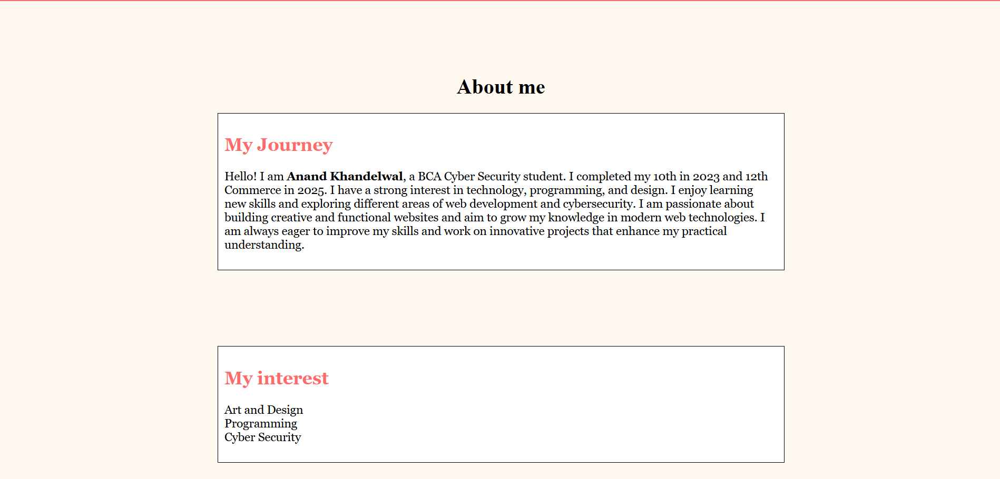 About me
My Journey
Hello! I am Anand Khandelwal, a BCA Cyber Security student. I completed my 10th in 2023 and 12th
Commerce in 2025. I have a strong interest in technology, programming, and design. I enjoy learning
new skills and exploring different areas of web development and cybersecurity. I am passionate about
building creative and functional websites and aim to grow my knowledge in modern web technologies. I
am always eager to improve my skills and work on innovative projects that enhance my practical
understanding.
My interest
Art and Design
Programming
Cyber Security